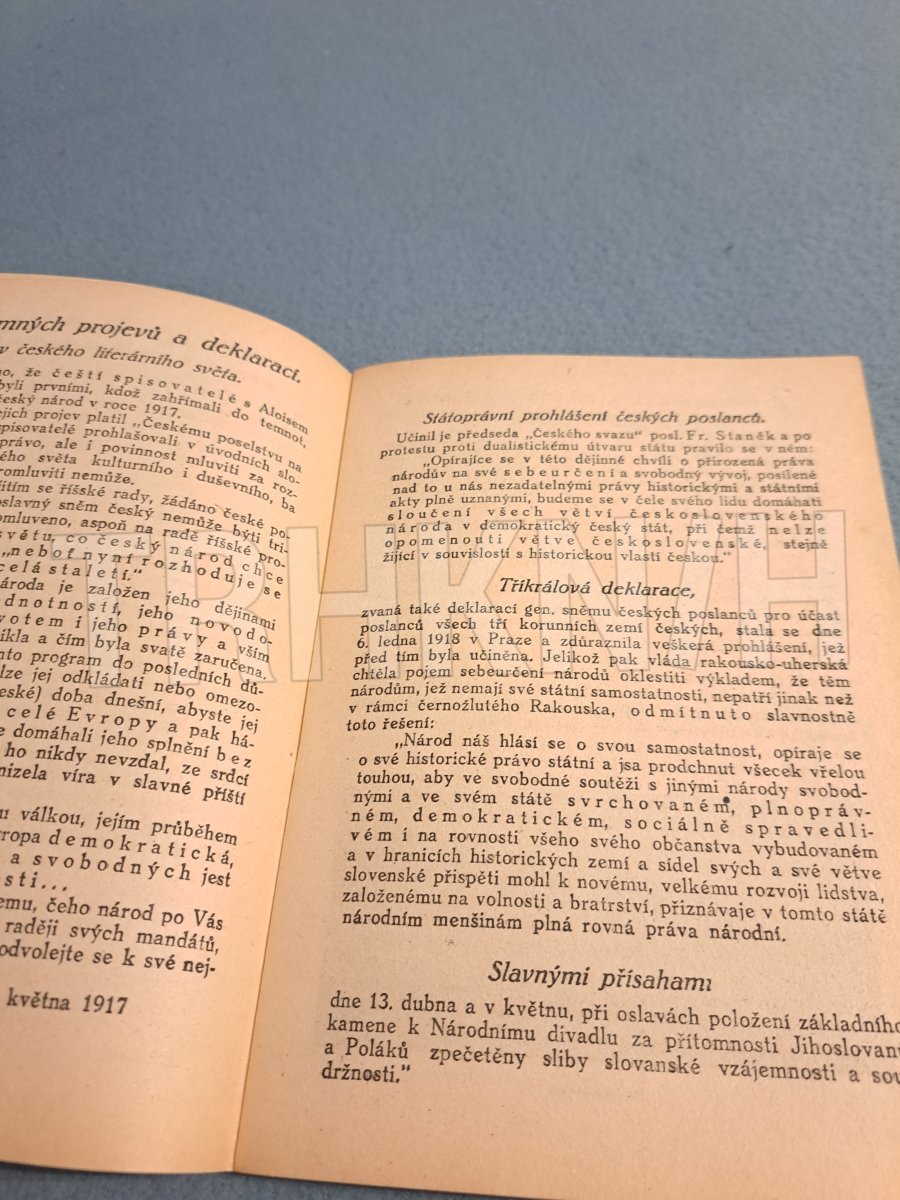 mných projevů a deklarací.
v českého literárního světa.
no, že čeští spisovatelé s Aloisem
byli prvními, kdož zahřímali do temnot,
český národ v roce 1917.
ejich projev platil „Českému poselstvu na
pisovatelé prohlašovali v úvodních slo-
právo, ale i povinnost mluviti za roz-
ého světa kulturního i duševního, ba
romluviti nemůže.
žitím se říšské rady, žádáno české po-
oslavný sněm český nemůže býti tri-
omluveno, aspoň na radě říšské pro-
světu, co český národ chce
„neboť nyní rozhoduje se
celá staletí."
národa je založen jeho dějinami
dnotností, jeho novodo-
votem i jeho právy a vším
ikla a čím byla svatě zaručena.
nto program do posledních dů-
lze jej odkládati nebo omezo-
eské) doba dnešní, abyste jej
celé Evropy a pak há-
e domáhali jeho splnění bez
ho nikdy nevzdal, ze srdcí
mizela víra v slavné příští
u válkou, jejím průběhem
ropa demokratická,
a svobodných jest
sti...
emu, čeho národ po Vás
raději svých mandátů,
odvolejte se k své nej-
května 1917
Státoprávní prohlášení českých poslanců.
Učinil je předseda „Českého svazu" posl. Fr. Staněk a po
protestu proti dualistickému útvaru státu pravilo se v něm:
„Opírajíce se v této dějinné chvíli o přirozená práva
národův na své sebeurčení a svobodný vývoj, posílené
nad to u nás nezadatelnými právy historickými a státními
akty plně uznanými, budeme se v čele svého lidu domáhati
sloučení všech větví československého
národa v demokratický český stát, při čemž nelze
opomenouti větve československé, stejně
žijící v souvislosti s historickou vlastí českou."
Tříkrálová deklarace,
zvaná také deklarací gen. sněmu českých poslanců pro účast
poslanců všech tří korunních zemí českých, stala se dne
6. ledna 1918 v Praze a zdůraznila veškerá prohlášení, jež
před tím byla učiněna. Jelikož pak vláda rakousko-uherská
chtěla pojem sebeurčení národů oklestiti výkladem, že těm
národům, jež nemají své státní samostatnosti, nepatří jinak než
v rámci černožlutého Rakouska, odmítnuto slavnostně
toto řešení:
„Národ náš hlásí se o svou samostatnost, opíraje se
o své historické právo státní a jsa prodchnut všecek vřelou
touhou, aby ve svobodné soutěži s jinými národy svobod-
nými a ve svém státě svrchovaném, plnopráv-
ném, demokratickém, sociálně spravedli-
vém i na rovnosti všeho svého občanstva vybudovaném
a v hranicích historických zemí a sídel svých a své větve
slovenské přispěti mohl k novému, velkému rozvoji lidstva,
založenému na volnosti a bratrství, přiznávaje v tomto státě
národním menšinám plná rovná práva národní.
Slavnými přísahami
dne 13. dubna a v květnu, při oslavách položení základního
kamene k Národnímu divadlu za přítomnosti Jihoslovan
a Poláků zpečetěny sliby slovanské vzájemnosti a sou
držnosti."